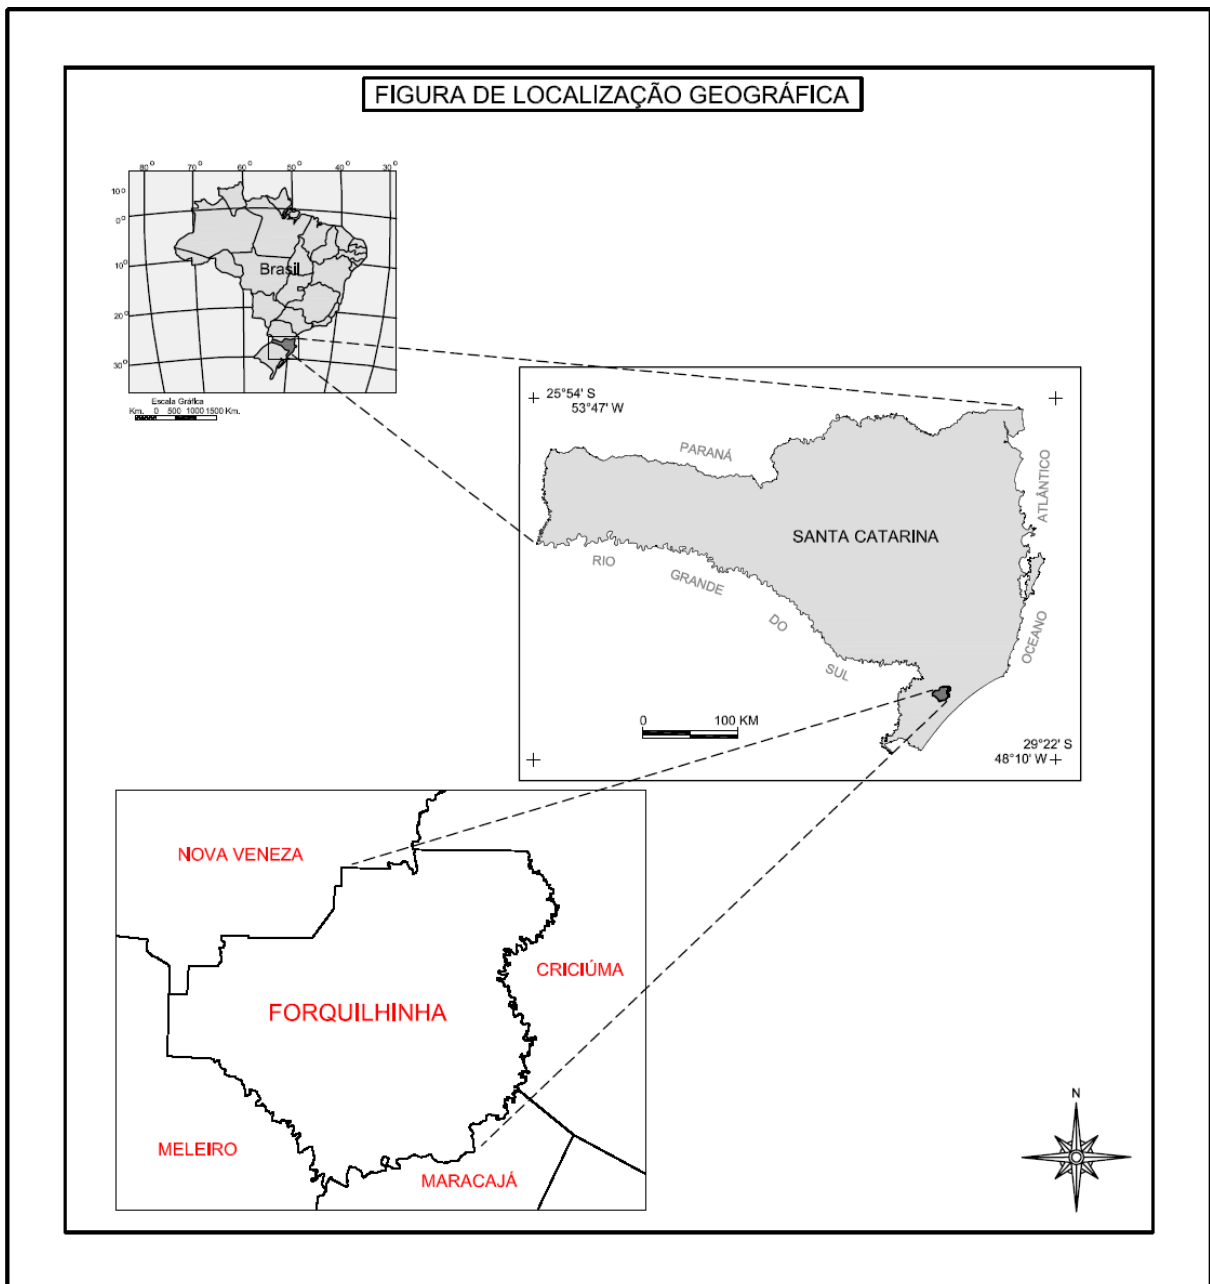 FIGURA DE LOCALIZAÇÃO GEOGRÁFICA
80° 70° 60° 50° 40° 30°
10°
0°
10°
20°
30°
Brasil
Escala Gráfica
Km. 0 500 1000 1500 Km.
25°54' S
53°47' W
PARANÁ
ATLÂNTICO
SANTA CATARINA
RIO
GRANDE
DO
SUL
OCEANO
0 100 KM
29°22' S
48°10' W
NOVA VENEZA
CRICIÚMA
FORQUILHINHA
MELEIRO
MARACAJÁ
N